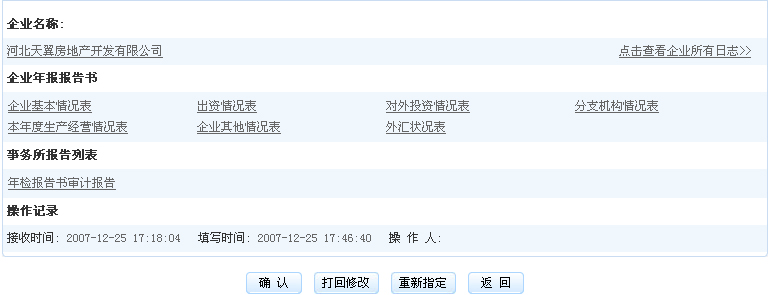 企业名称:
河北天翼房地产开发有限公司 点击查看企业所有日志>>
企业年报报告书
企业基本情况表 出资情况表 对外投资情况表 分支机构情况表
本年度生产经营情况表 企业其他情况表 外汇状况表
事务所报告列表
年检报告书审计报告
操作记录
接收时间: 2007-12-25 17:18:04 填写时间: 2007-12-25 17:46:40 操 作 人:
确 认 打回修改 重新指定 返 回